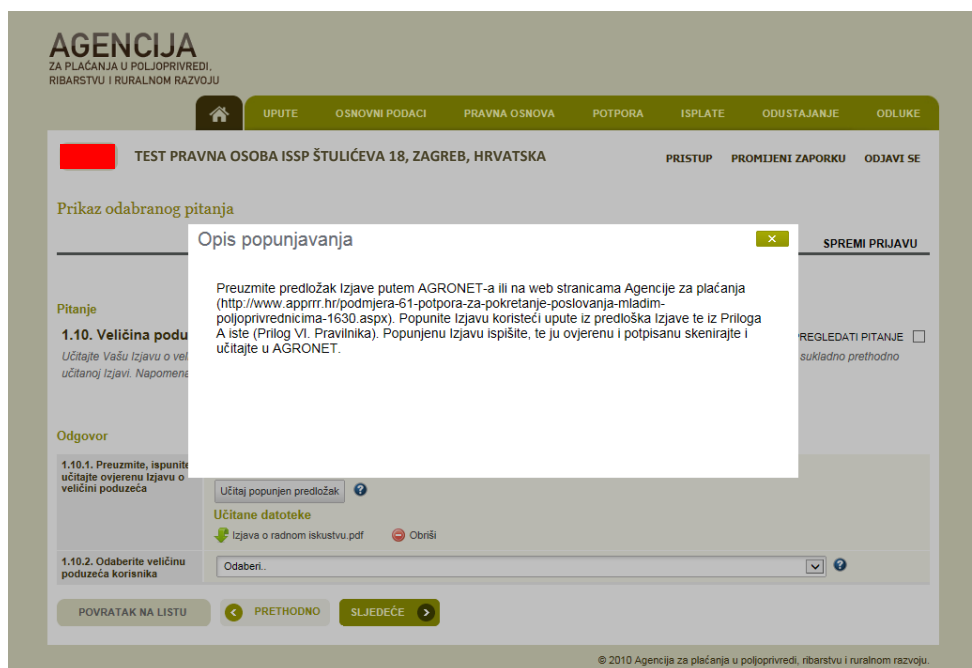 AGENCIJA
ZA PLAĆANJA U POLJOPRIVREDI,
RIBARSTVU I RURALNOM RAZVOJU
UPUTE OSNOVNI PODACI PRAVNA OSNOVA POTPORA ISPLATE ODUSTAJANJE ODLUKE
TEST PRAVNA OSOBA ISSP ŠTULIĆEVA 18, ZAGREB, HRVATSKA
PRISTUP PROMIJENI ZAPORKU ODJAVI SE
Prikaz odabranog pitanja
Opis popunjavanja
SPREMI PRIJAVU
Preuzmite predložak Izjave putem AGRONET-a ili na web stranicama Agencije za plaćanja
(http://www.apprrr.hr/podmjera-61-potpora-za-pokretanje-poslovanja-mladim-
poljoprivrednicima-1630.aspx). Popunite Izjavu koristeći upute iz predloška Izjave te iz Priloga
A iste (Prilog VI. Pravilnika). Popunjenu Izjavu ispišite, te ju ovjerenu i potpisanu skenirajte i
učitajte u AGRONET.
Pitanje
1.10. Veličina podu
REGLEDATI PITANJE
Učitajte Vašu Izjavu o vel
sukladno prethodno
učitanoj Izjavi. Napomena
Odgovor
1.10.1. Preuzmite, ispunite
učitajte ovjerenu Izjavu o
veličini poduzeća
Učitaj popunjen predložak
Učitane datoteke
Izjava o radnom iskustvu.pdf Obriši
1.10.2. Odaberite veličinu
poduzeća korisnika
Odaberi..
POVRATAK NA LISTU PRETHODNO SLJEDEĆE
© 2010 Agencija za plaćanja u poljoprivredi, ribarstvu i ruralnom razvoju.